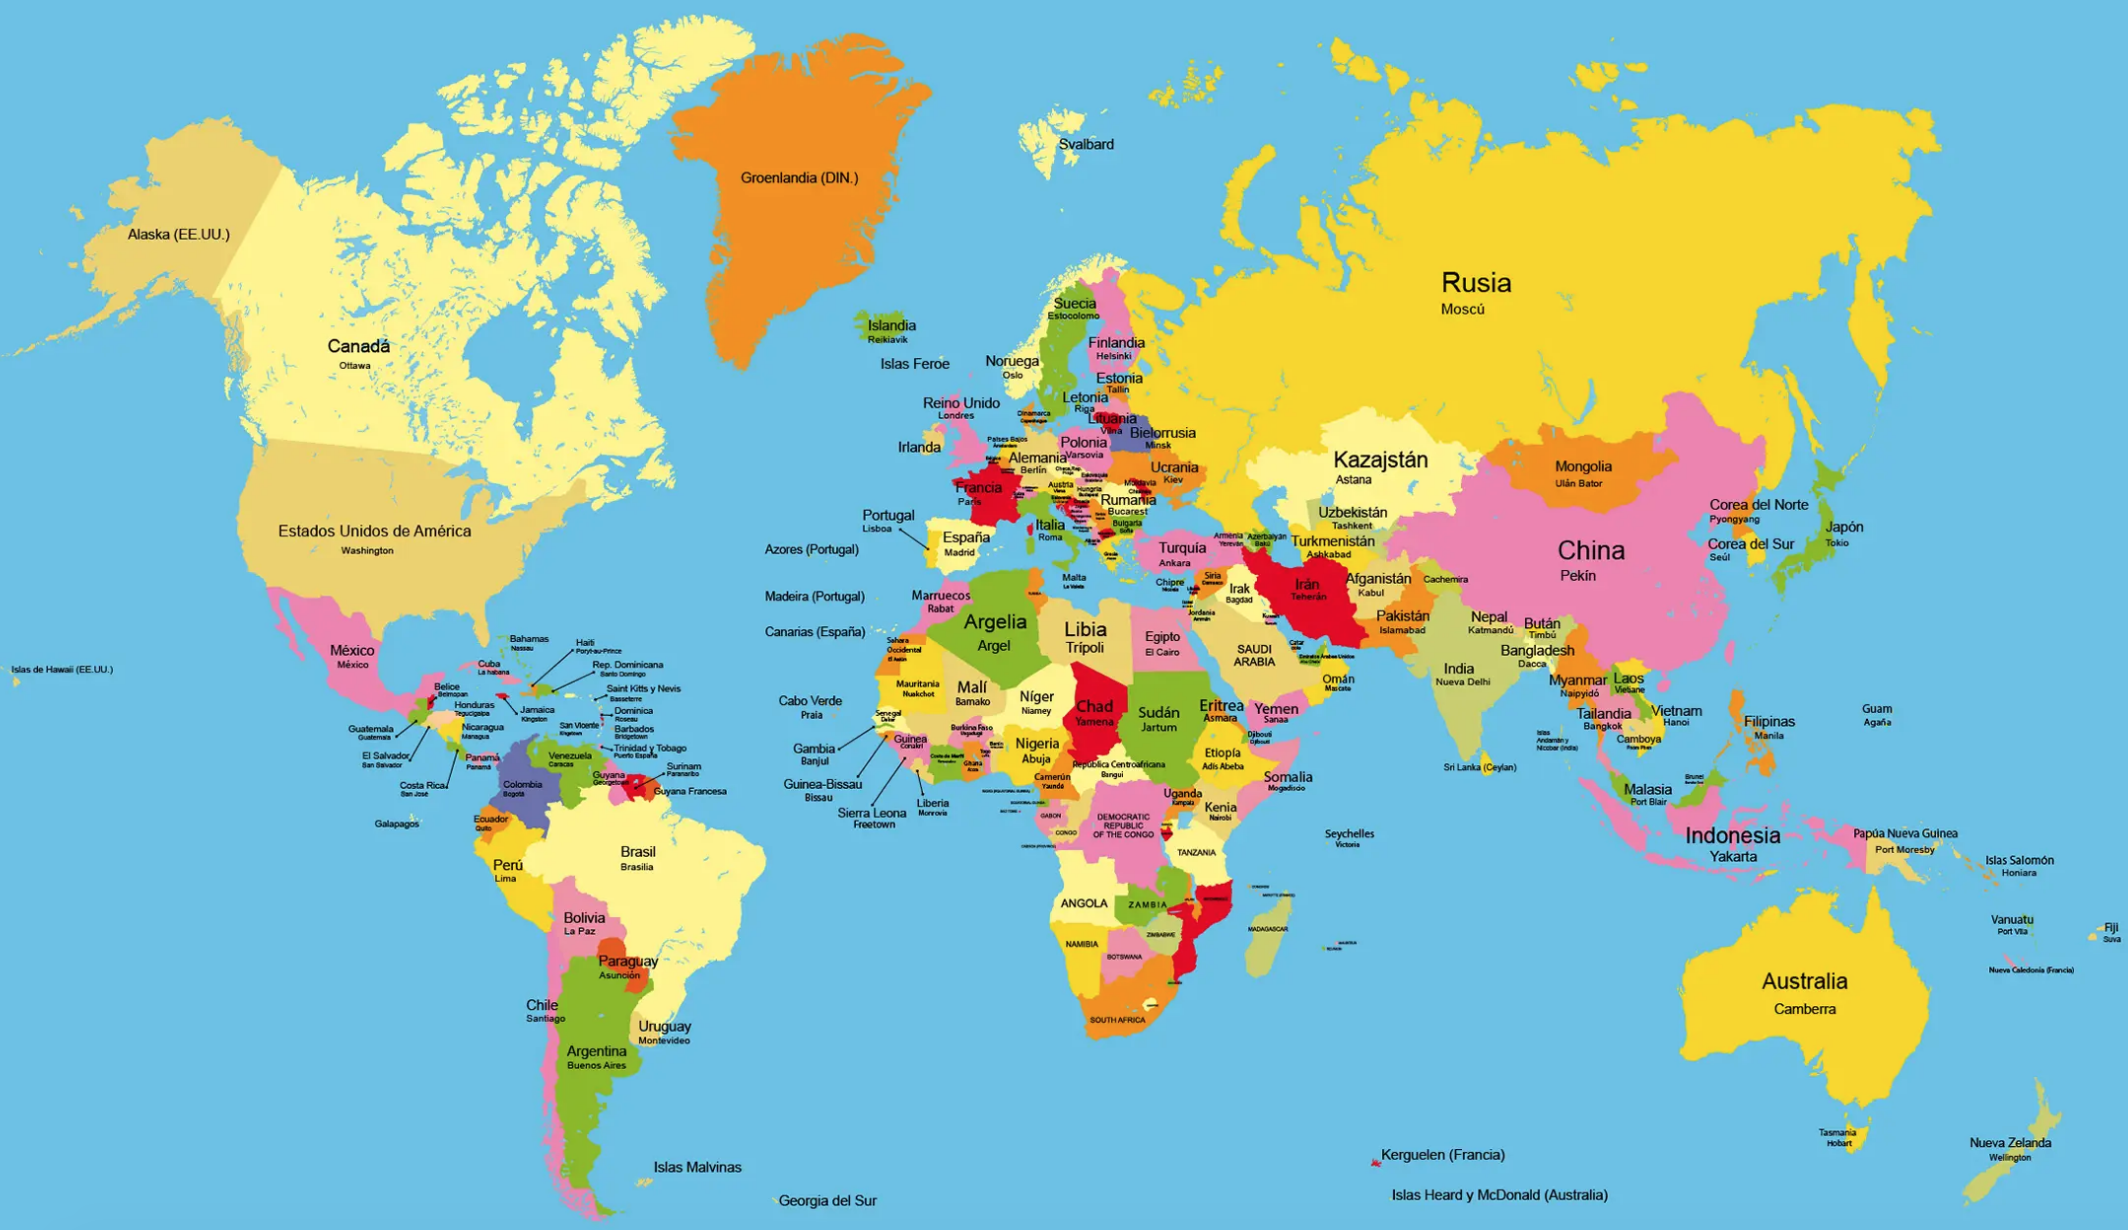 Svalbard
Groenlandia (DIN.)
Alaska (EE.UU.)
Rusia
Moscú
Suecia
Estocolomo
Islandia
Reikiavik
Canadá
Ottawa
Finlandia
Helsinki
Islas Feroe
Noruega
Oslo
Estonia
Tallin
Letonia
Riga
Reino Unido
Londres
Dinamarca
Copenhague
Lituania
Vilna
Bielorrusia
Minsk
Irlanda
Países Bajos
Ámsterdam
Polonia
Varsovia
Alemania
Berlín
Ucrania
Kiev
Kazajstán
Astana
Mongolia
Ulán Bator
Francia
París
Austria
Viena
Hungría
Budapest
Moldavia
Rumania
Bucarest
Portugal
Lisboa
España
Madrid
Italia
Roma
Bulgaria
Sofía
Uzbekistán
Tashkent
Corea del Norte
Pyongyang
Japón
Tokio
Estados Unidos de América
Washington
Azores (Portugal)
Turquía
Ankara
Armenia
Yereván
Azerbaiyán
Bakú
Turkmenistán
Ashkabad
China
Pekín
Corea del Sur
Seúl
Malta
La Valeta
Chipre
Nicosia
Siria
Damasco
Irak
Bagdad
Irán
Teherán
Afganistán
Kabul
Cachemira
Madeira (Portugal)
Marruecos
Rabat
Argelia
Argel
Libia
Trípoli
Egipto
El Cairo
Jordania
Ammán
Kuwait
Pakistán
Islamabad
Nepal
Katmandú
Bután
Timbú
Canarias (España)
Sahara
Occidental
El Aaiún
SAUDI
ARABIA
Catar
Emiratos Árabes Unidos
Abu Dhabi
Bangladesh
Dacca
México
México
Bahamas
Nassau
Haití
Poryt-au-Prince
Cuba
La habana
Rep. Dominicana
Santo Domingo
Islas de Hawaii (EE.UU.)
Belice
Belmopan
Saint Kitts y Nevis
Basseterre
Honduras
Tegucigalpa
Jamaica
Kingston
Dominica
Roseau
San Vicente
Kingstown
Barbados
Bridgetown
Guatemala
Guatemala
Nicaragua
Managua
Trinidad y Tobago
Puerto España
El Salvador
San Salvador
Panamá
Panamá
Costa Rica
San José
Venezuela
Caracas
Colombia
Bogotá
Guyana
Georgetown
Surinam
Paramaribo
Guyana Francesa
Mauritania
Nuakchot
Malí
Bamako
Níger
Niamey
Chad
Yamena
Sudán
Jartum
Eritrea
Asmara
Yemen
Sanaa
Omán
Mascate
India
Nueva Delhi
Myanmar
Naipyidó
Laos
Vietiane
Tailandia
Bangkok
Vietnam
Hanoi
Camboya
Filipinas
Manila
Guam
Agaña
Cabo Verde
Praia
Senegal
Dakar
Gambia
Banjul
Guinea
Conakri
Burkina Faso
Guinea-Bissau
Bissau
Sierra Leona
Freetown
Liberia
Monrovia
Costa de Marfil
Ghana
Accra
Nigeria
Abuja
Camerún
Yaundé
República Centroafricana
Bangui
Etiopía
Adís Abeba
Djibouti
Djibouti
Somalia
Mogadiscio
Uganda
Kampala
Kenia
Nairobi
Islas
Andamán y
Nicobar (India)
Sri Lanka (Ceylan)
Malasia
Port Blair
Brunei
Indonesia
Yakarta
Papúa Nueva Guinea
Port Moresby
Islas Salomón
Honiara
Galapagos
Ecuador
Quito
Perú
Lima
Brasil
Brasilia
GABON
CONGO
DEMOCRATIC
REPUBLIC
OF THE CONGO
TANZANIA
Seychelles
Victoria
ANGOLA
ZAMBIA
ZIMBABWE
MADAGASCAR
NAMIBIA
BOTSWANA
SOUTH AFRICA
Bolivia
La Paz
Paraguay
Asunción
Chile
Santiago
Uruguay
Montevideo
Argentina
Buenos Aires
Australia
Camberra
Vanuatu
Port Vila
Fiji
Suva
Nueva Caledonia (Francia)
Tasmania
Hobart
Nueva Zelanda
Wellington
Islas Malvinas
Georgia del Sur
Kerguelen (Francia)
Islas Heard y McDonald (Australia)